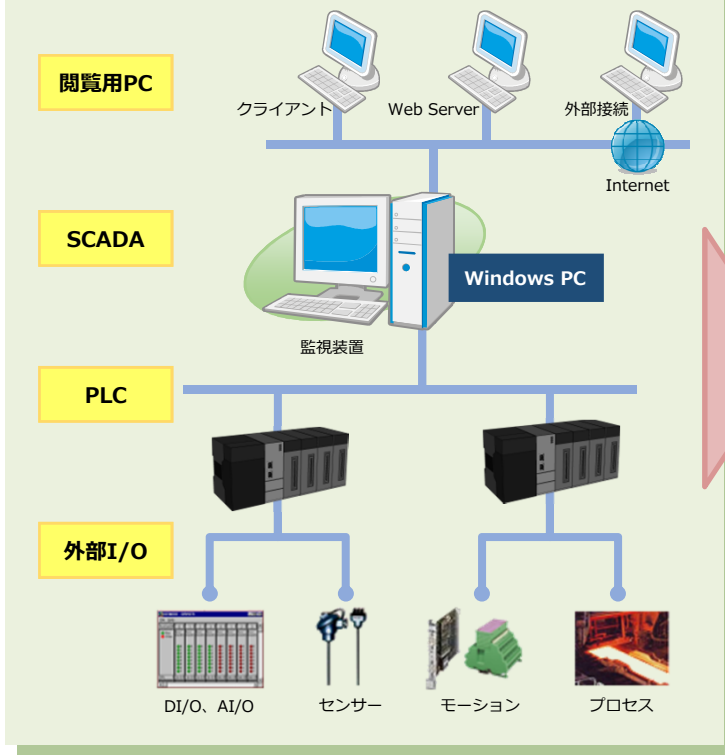 閲覧用PC
クライアント
Web Server
外部接続
Internet
SCADA
Windows PC
監視装置
PLC
外部I/O
DI/O、AI/O
センサー
モーション
プロセス